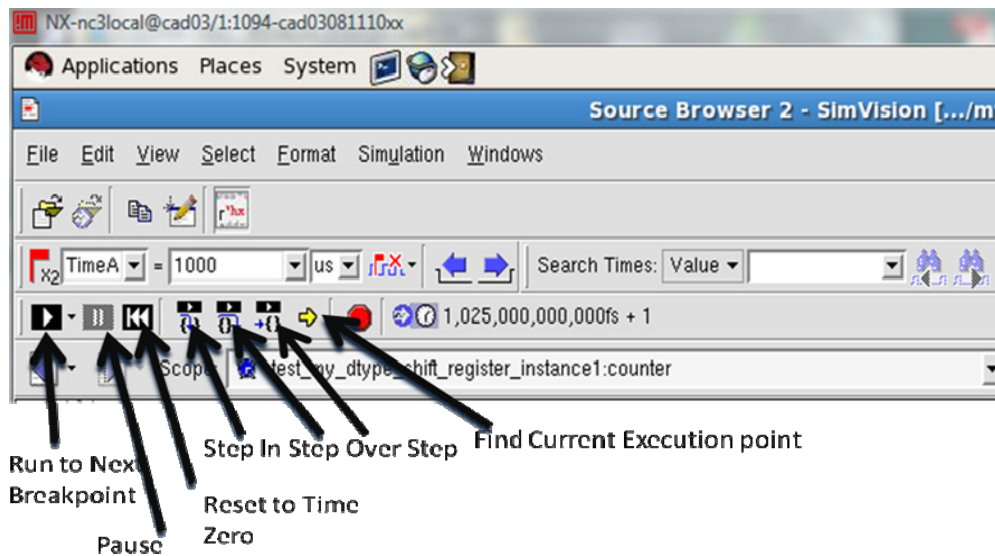 NX-nc3local@cad03/1:1094-cad03081110xx
Applications Places System
Source Browser 2 - SimVision [.../m
File Edit View Select Format Simulation Windows
TimeA = 1000 us Search Times: Value
1,025,000,000,000fs + 1
Scope: test_my_dtype_shift_register_instance1:counter
Step In Step Over Step Find Current Execution point
Run to Next
Breakpoint
Reset to Time
Zero
Pause